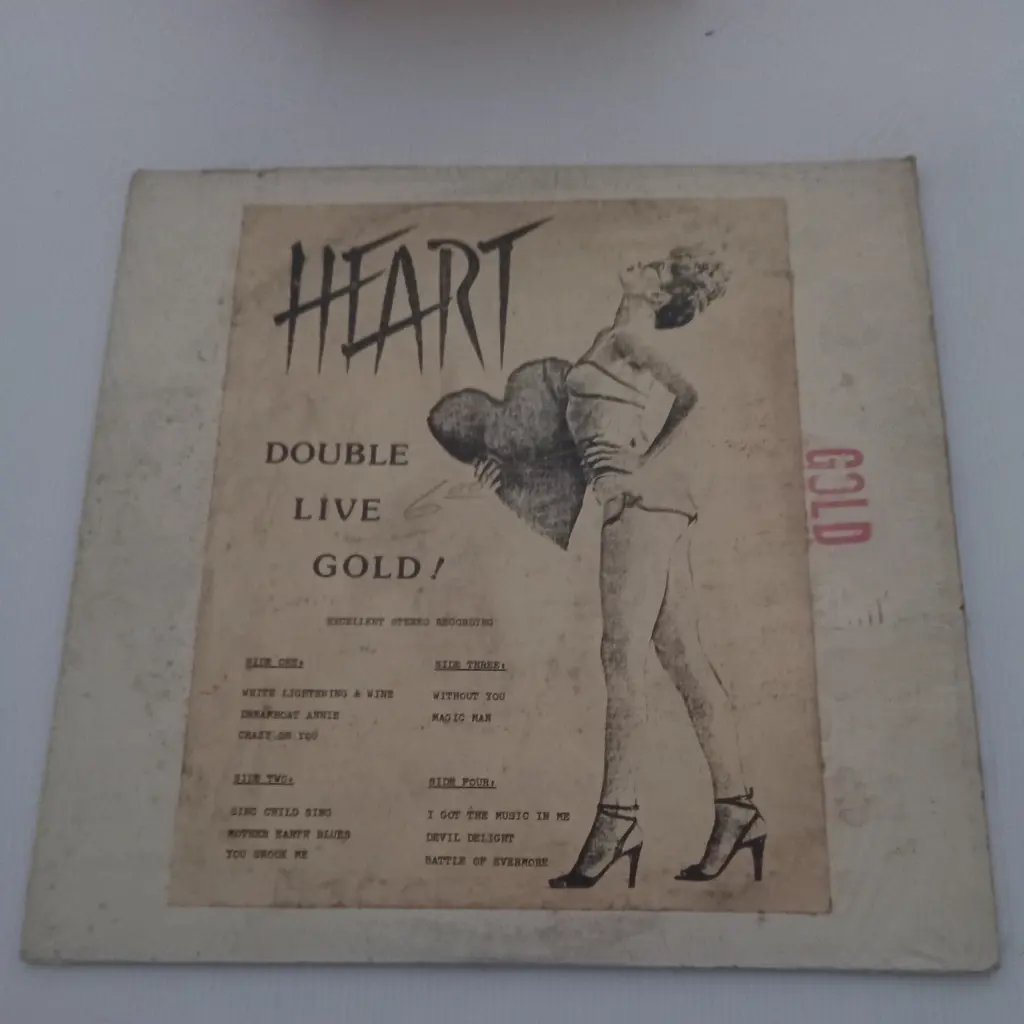 HEART
DOUBLE
LIVE
GOLD!
EXCELLENT STEREO RECORDING
SIDE ONE:
WHITE LIGHTENING & WINE
DREAMBOAT ANNIE
CRAZY ON YOU
SIDE TWO:
SING CHILD SING
MOTHER EARTH BLUES
YOU SHOOK ME
SIDE THREE:
WITHOUT YOU
MAGIC MAN
SIDE FOUR:
I GOT THE MUSIC IN ME
DEVIL DELIGHT
BATTLE OF EVERMORE
GOLD